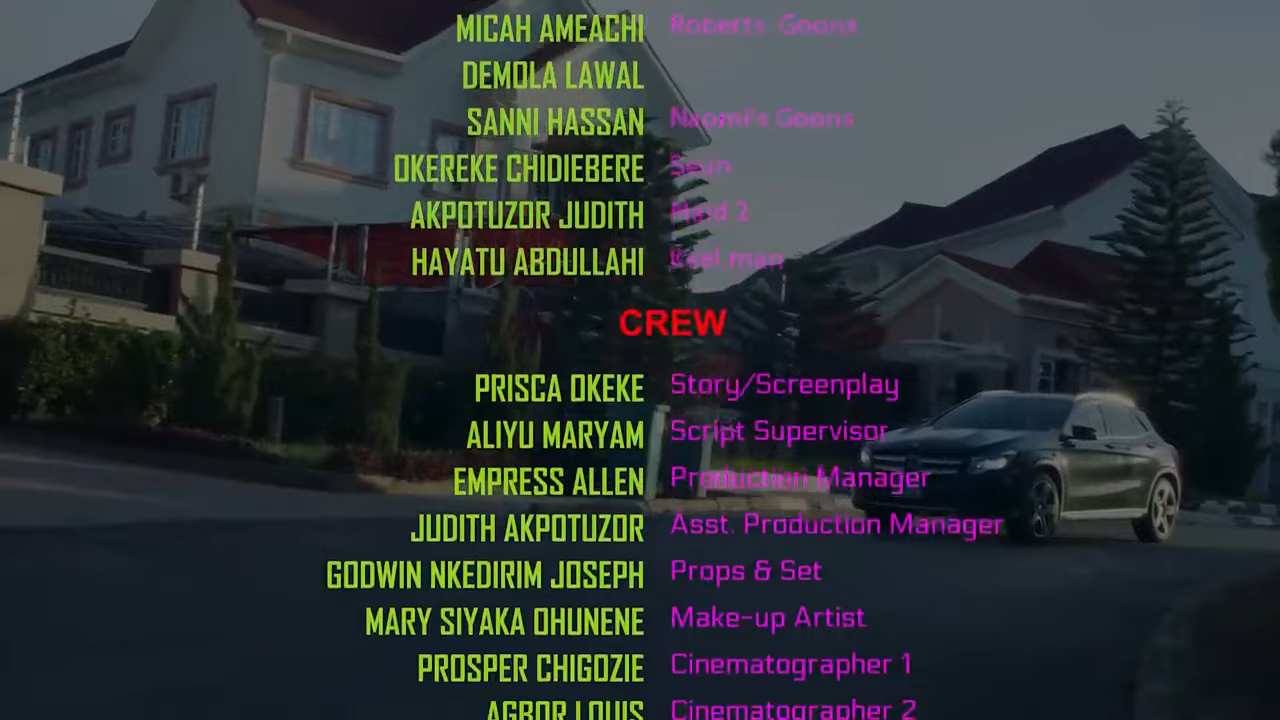 MICAH AMEACHI Roberts Goons
DEMOLA LAWAL
SANNI HASSAN Naomi's Goons
OKEREKE CHIDIEBERE Seun
AKPOTUZOR JUDITH Maid 2
HAYATU ABDULLAHI man
CREW
PRISCA OKEKE Story/Screenplay
ALIYU MARYAM Script Supervisor
EMPRESS ALLEN Production Manager
JUDITH AKPOTUZOR Asst. Production Manager
GODWIN NKEDIRIM JOSEPH Props & Set
MARY SIYAKA OHUNENE Make-up Artist
PROSPER CHIGOZIE Cinematographer 1
AGBOR LOUIS Cinematographer 2